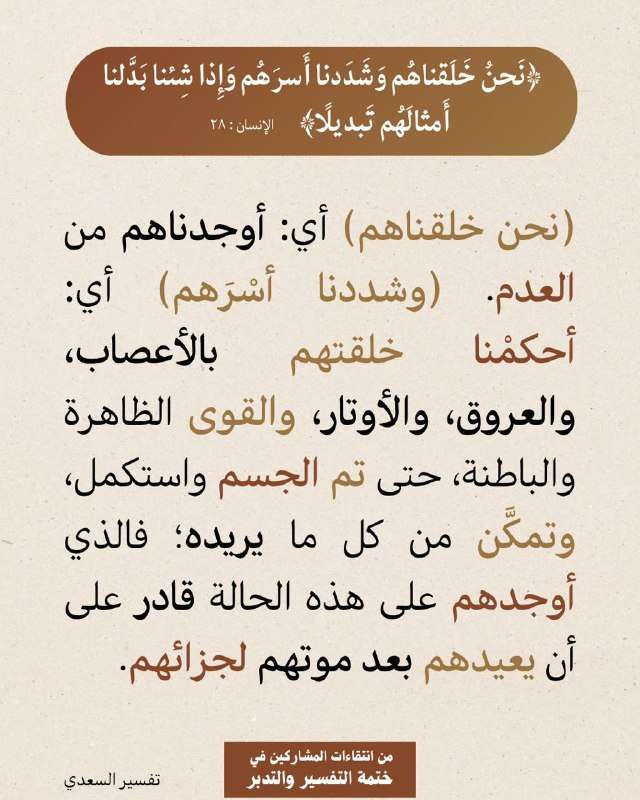 ﴿نَحنُ خَلَقناهُم وَشَدَدنا أَسرَهُم وَإِذا شِئنا بَدَّلنا
أَمثالَهُم تَبديلًا﴾ الإنسان : ٢٨
(نحن خلقناهم) أي: أوجدناهم من
العدم. (وشددنا أسْرَهم) أي:
أحكمْنا خلقتهم بالأعصاب،
والعروق، والأوتار، والقوى الظاهرة
والباطنة، حتى تم الجسم واستكمل،
وتمكَّن من كل ما يريده؛ فالذي
أوجدهم على هذه الحالة قادر على
أن يعيدهم بعد موتهم لجزائهم.
من انتقاءات المشاركين في
ختمة التفسير والتدبر
تفسير السعدي